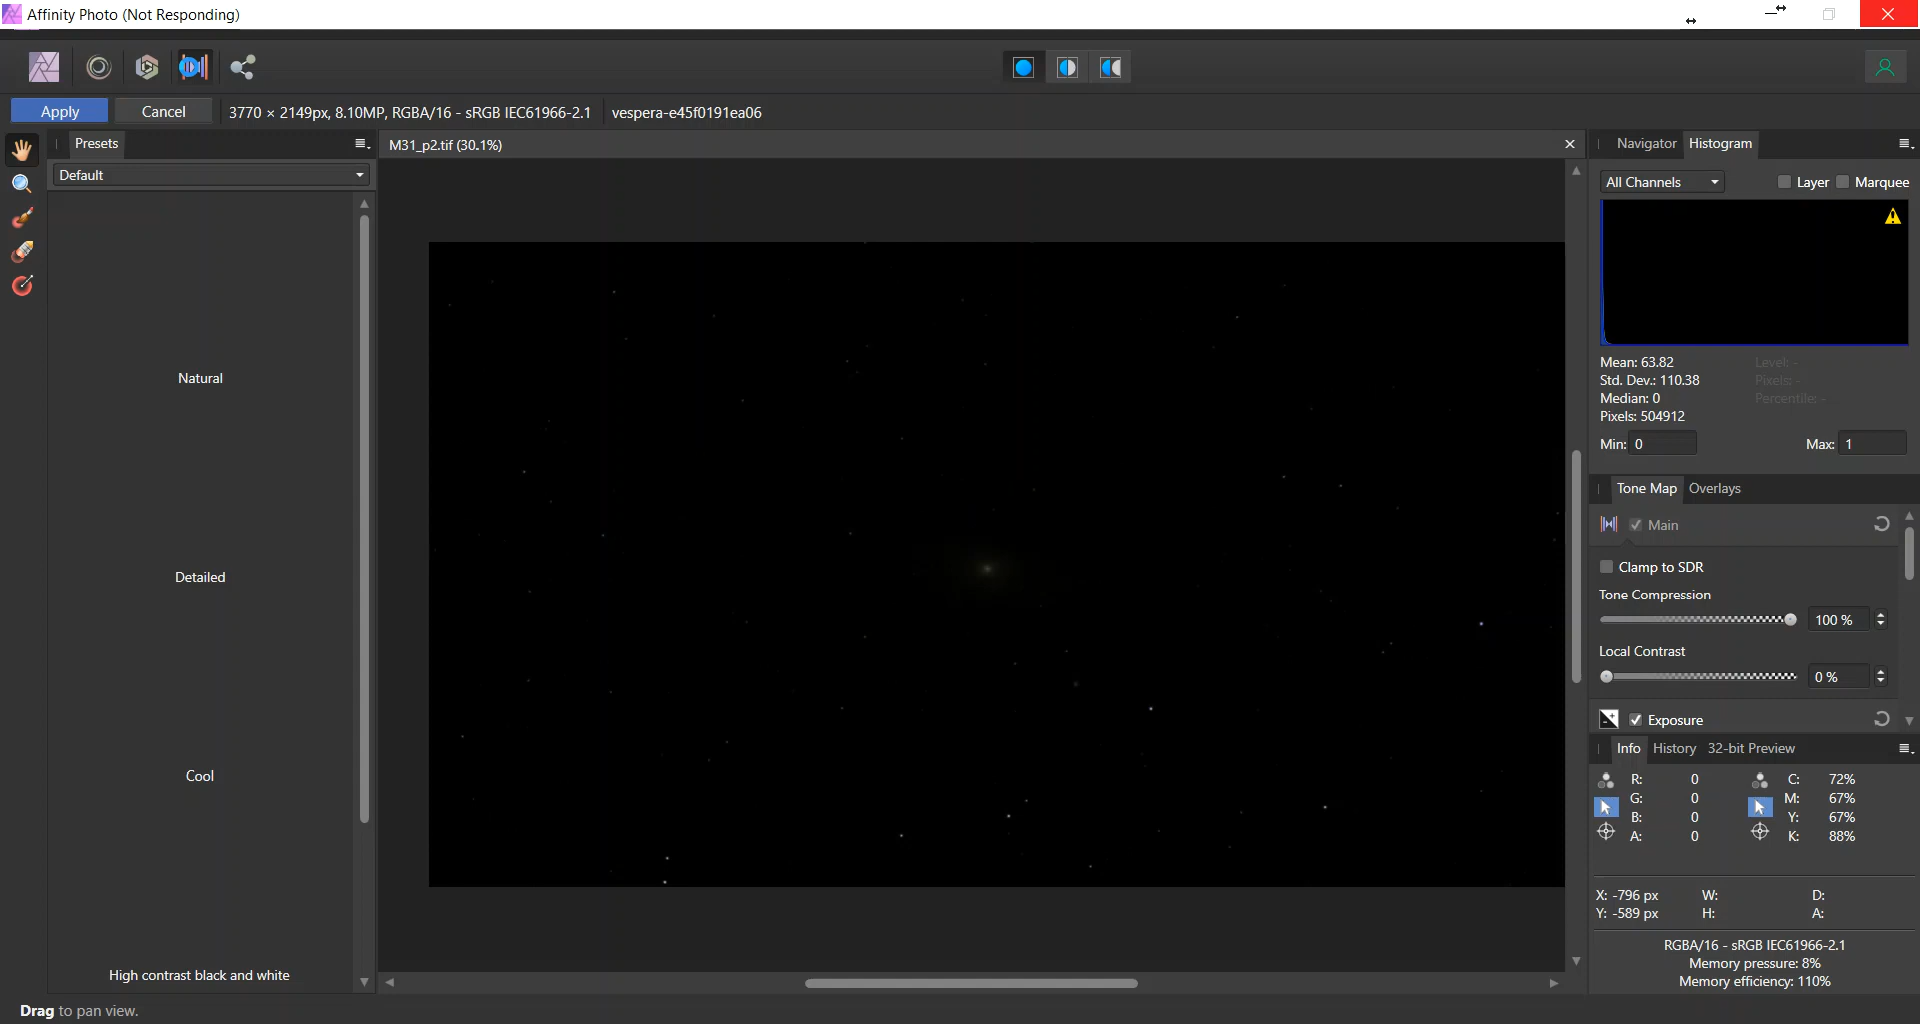 Affinity Photo (Not Responding)
Apply
Cancel
3770 × 2149px, 8.10MP, RGBA/16 - sRGB IEC61966-2.1
vespera-e45f0191ea06
Presets
Default
Natural
Detailed
Cool
High contrast black and white
M31_p2.tif (30.1%)
Navigator
Histogram
All Channels
Layer
Marquee
Mean: 63.82
Level: -
Std. Dev.: 110.38
Pixels: -
Median: 0
Percentile: -
Pixels: 504912
Min: 0
Max: 1
Tone Map
Overlays
Main
Clamp to SDR
Tone Compression
100 %
Local Contrast
0 %
Exposure
Info
History
32-bit Preview
R: 0
C: 72%
G: 0
M: 67%
B: 0
Y: 67%
A: 0
K: 88%
X: -796 px
W:
D:
Y: -589 px
H:
A:
RGBA/16 - sRGB IEC61966-2.1
Memory pressure: 8%
Memory efficiency: 110%
Drag to pan view.